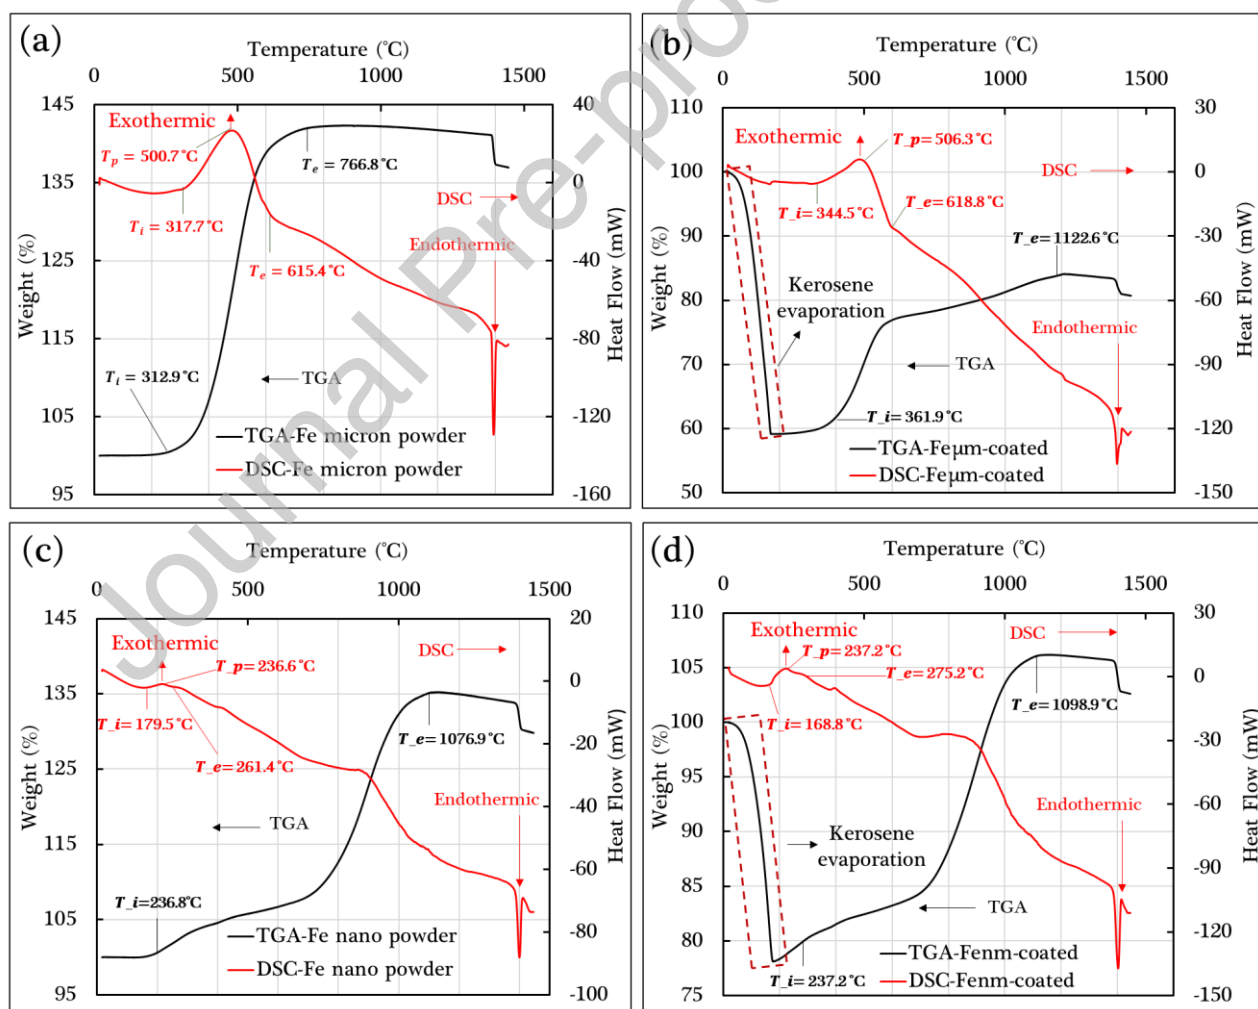 (a)
Temperature (°C)
0 500 1000 1500
145 40
Exothermic
T_p = 500.7°C
T_e = 766.8°C
135 0
DSC
T_i = 317.7°C
Endothermic
T_e = 615.4°C
125 -40
Weight (%)
Heat Flow (mW)
115 -80
T_i = 312.9°C
TGA
105 -120
TGA-Fe micron powder
DSC-Fe micron powder
95 -160
(b)
Temperature (°C)
0 500 1000 1500
110 30
Exothermic
T_p=506.3°C
100 0
DSC
T_i=344.5°C
T_e=618.8°C
90 -30
T_e=1122.6°C
Weight (%)
Heat Flow (mW)
Kerosene
evaporation
80 -60
Endothermic
TGA
70 -90
T_i=361.9°C
60 -120
TGA-Feµm-coated
DSC-Feµm-coated
50 -150
(c)
Temperature (°C)
0 500 1000 1500
145 20
Exothermic
DSC
T_p=236.6°C
135 0
T_i=179.5°C
T_e=1076.9°C
T_e=261.4°C
-20
125
Weight (%)
Heat Flow (mW)
-40
Endothermic
TGA
115
-60
T_i=236.8°C
105
-80
TGA-Fe nano powder
DSC-Fe nano powder
95 -100
(d)
Temperature (°C)
0 500 1000 1500
110 30
Exothermic
DSC
T_p=237.2°C
105 0
T_e=275.2°C
T_e=1098.9°C
T_i=168.8°C
100
-30
95
Weight (%)
Heat Flow (mW)
-60
Endothermic
90
Kerosene
evaporation
-90
85
TGA
-120
80
TGA-Fenm-coated
T_i=237.2°C
DSC-Fenm-coated
75 -150
Journal Pre-proo